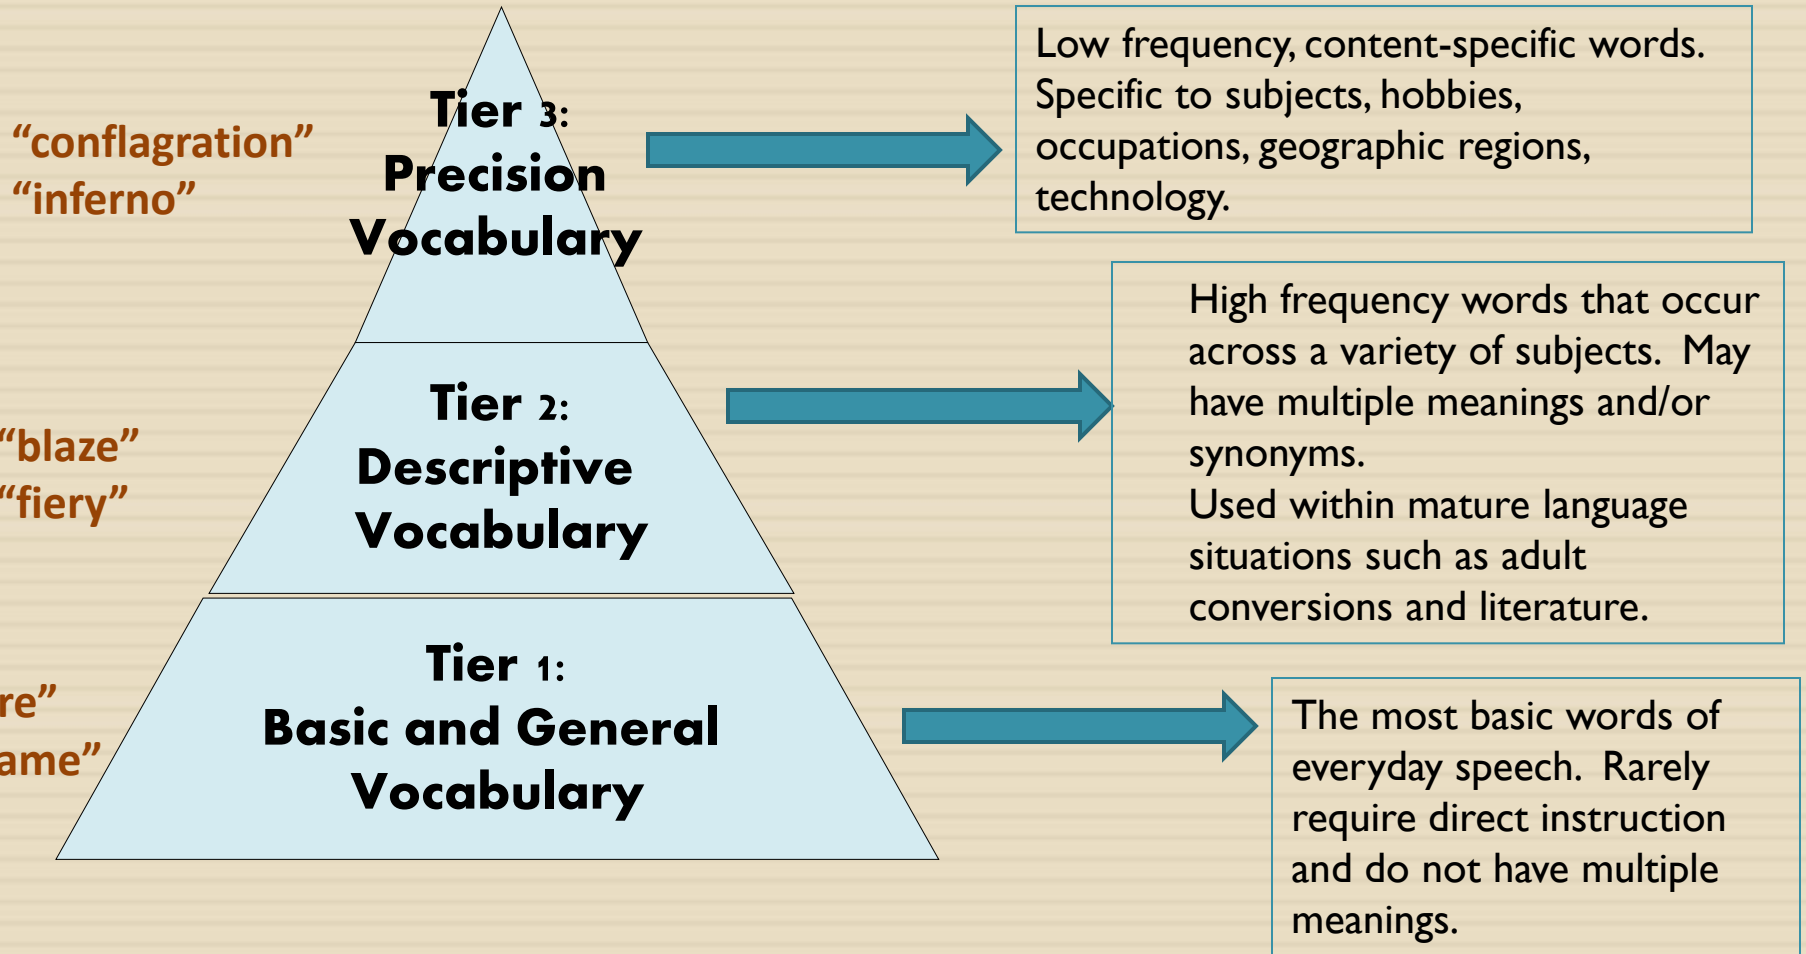 “conflagration”
“inferno”
Tier 3:
Precision
Vocabulary
Low frequency, content-specific words.
Specific to subjects, hobbies,
occupations, geographic regions,
technology.
“blaze”
“fiery”
Tier 2:
Descriptive
Vocabulary
High frequency words that occur
across a variety of subjects. May
have multiple meanings and/or
synonyms.
Used within mature language
situations such as adult
conversions and literature.
re”
ame”
Tier 1:
Basic and General
Vocabulary
The most basic words of
everyday speech. Rarely
require direct instruction
and do not have multiple
meanings.